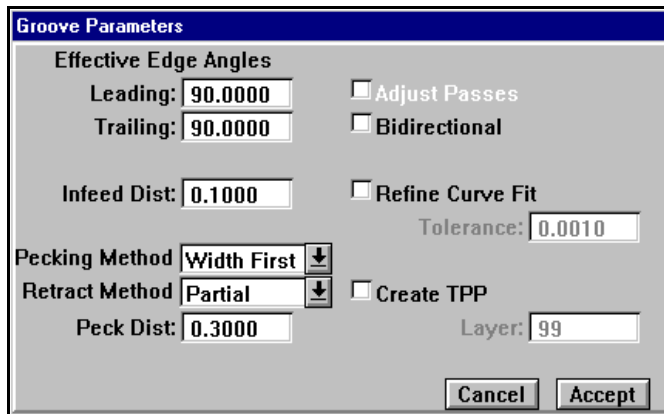 Groove Parameters
Effective Edge Angles
Leading: 90.0000
Adjust Passes
Trailing: 90.0000
Bidirectional
Infeed Dist: 0.1000
Refine Curve Fit
Tolerance: 0.0010
Pecking Method Width First
Retract Method Partial
Create TPP
Peck Dist: 0.3000
Layer: 99
Cancel
Accept